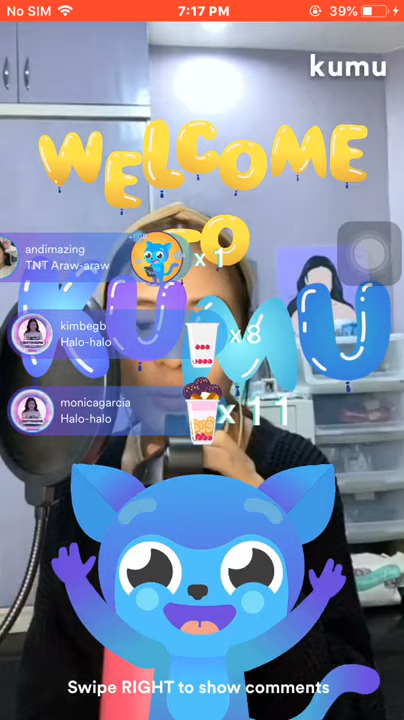 No SIM 7:17 PM 39%
kumu
WELCOME
TO
andimazing
TNT Araw-araw
x 1
KUMU
kimbegb
Halo-halo
x8
monicagarcia
Halo-halo
x 11
Swipe RIGHT to show comments